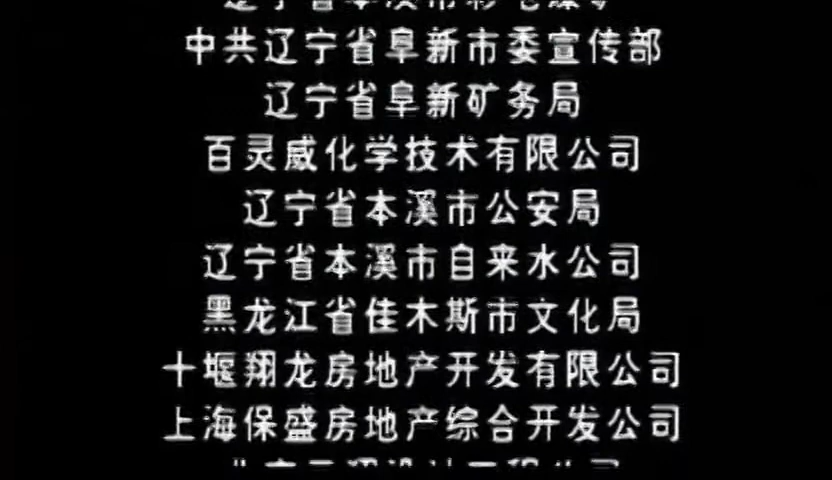 中共辽宁省阜新市委宣传部
辽宁省阜新矿务局
百灵威化学技术有限公司
辽宁省本溪市公安局
辽宁省本溪市自来水公司
黑龙江省佳木斯市文化局
十堰翔龙房地产开发有限公司
上海保盛房地产综合开发公司